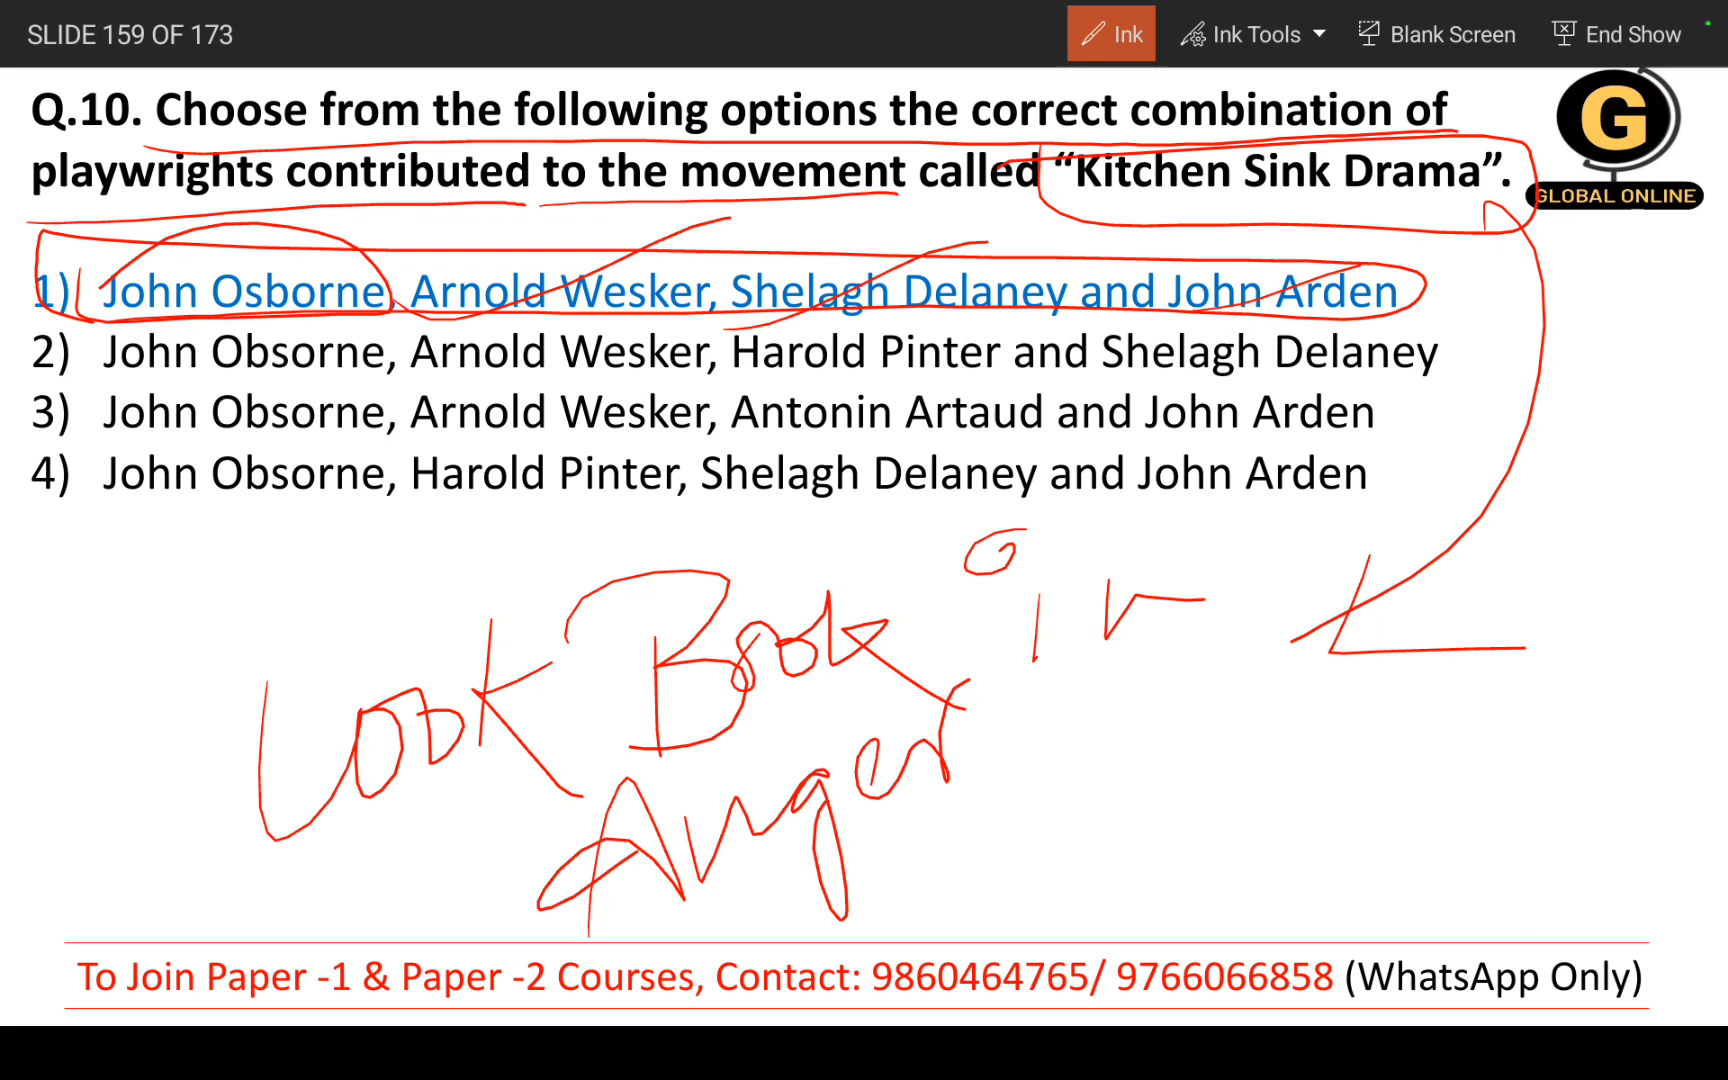 SLIDE 159 OF 173
Ink
Ink Tools
Blank Screen
End Show
Q.10. Choose from the following options the correct combination of
playwrights contributed to the movement called “Kitchen Sink Drama”.
G
GLOBAL ONLINE
1) John Osborne, Arnold Wesker, Shelagh Delaney and John Arden
2) John Obsorne, Arnold Wesker, Harold Pinter and Shelagh Delaney
3) John Obsorne, Arnold Wesker, Antonin Artaud and John Arden
4) John Obsorne, Harold Pinter, Shelagh Delaney and John Arden
Look Book in
Anger
To Join Paper -1 & Paper -2 Courses, Contact: 9860464765/ 9766066858 (WhatsApp Only)